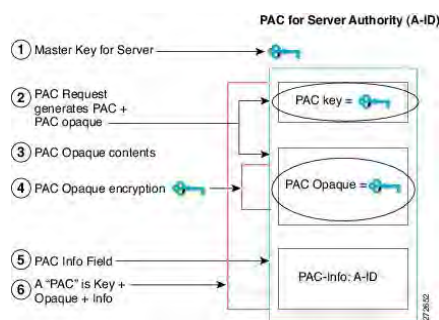 PAC for Server Authority (A-ID)
1 Master Key for Server
2 PAC Request
generates PAC +
PAC opaque
PAC key =
3 PAC Opaque contents
4 PAC Opaque encryption
PAC Opaque =
5 PAC Info Field
PAC-Info: A-ID
6 A "PAC" is Key +
Opaque + Info
272652